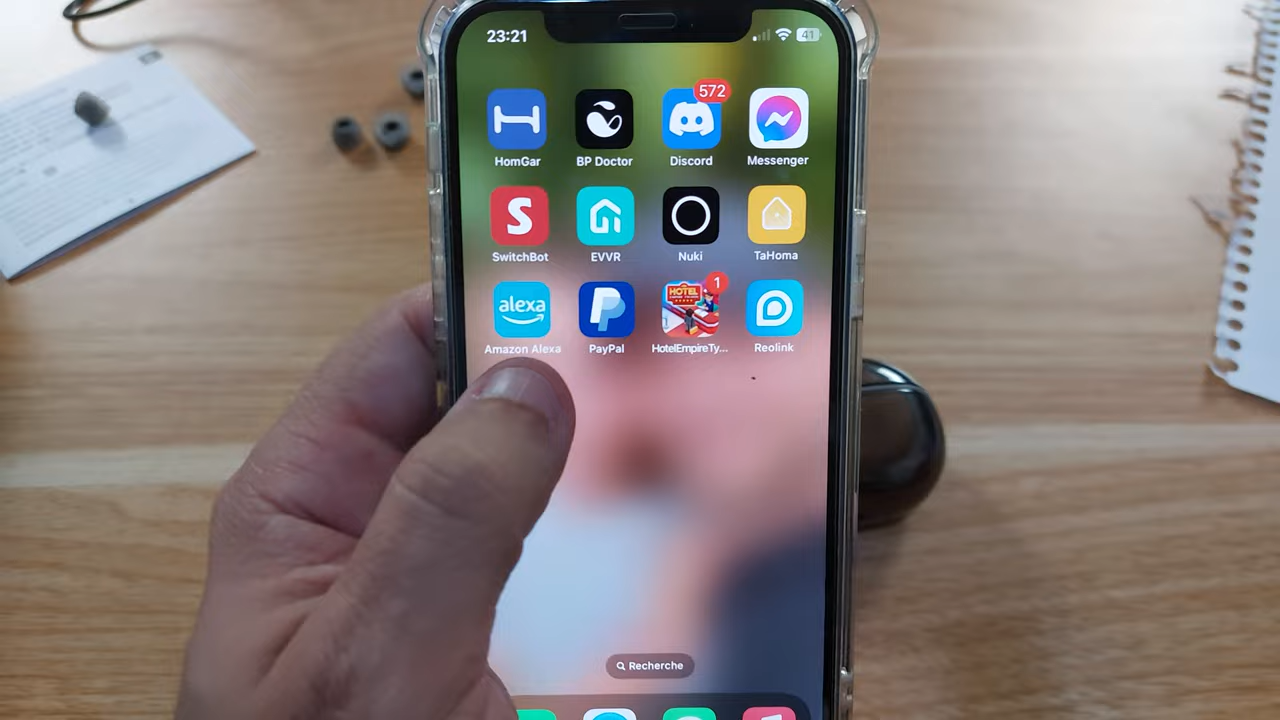 23:21
41
572
HomGar
BP Doctor
Discord
Messenger
S
SwitchBot
EVVR
Nuki
TaHoma
alexa
HOTEL
1
Amazon Alexa
PayPal
HotelEmpireTy...
Reolink
Recherche